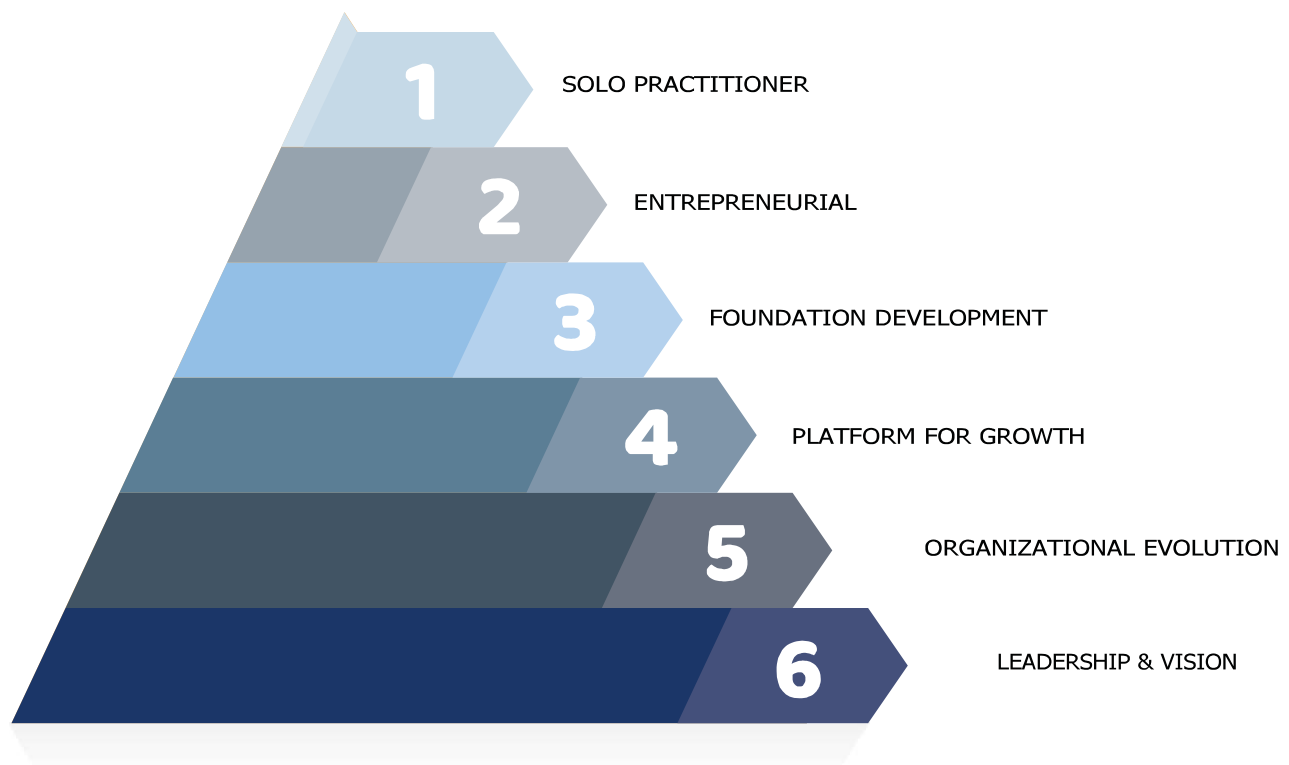 1 SOLO PRACTITIONER
2 ENTREPRENEURIAL
3 FOUNDATION DEVELOPMENT
4 PLATFORM FOR GROWTH
5 ORGANIZATIONAL EVOLUTION
6 LEADERSHIP & VISION